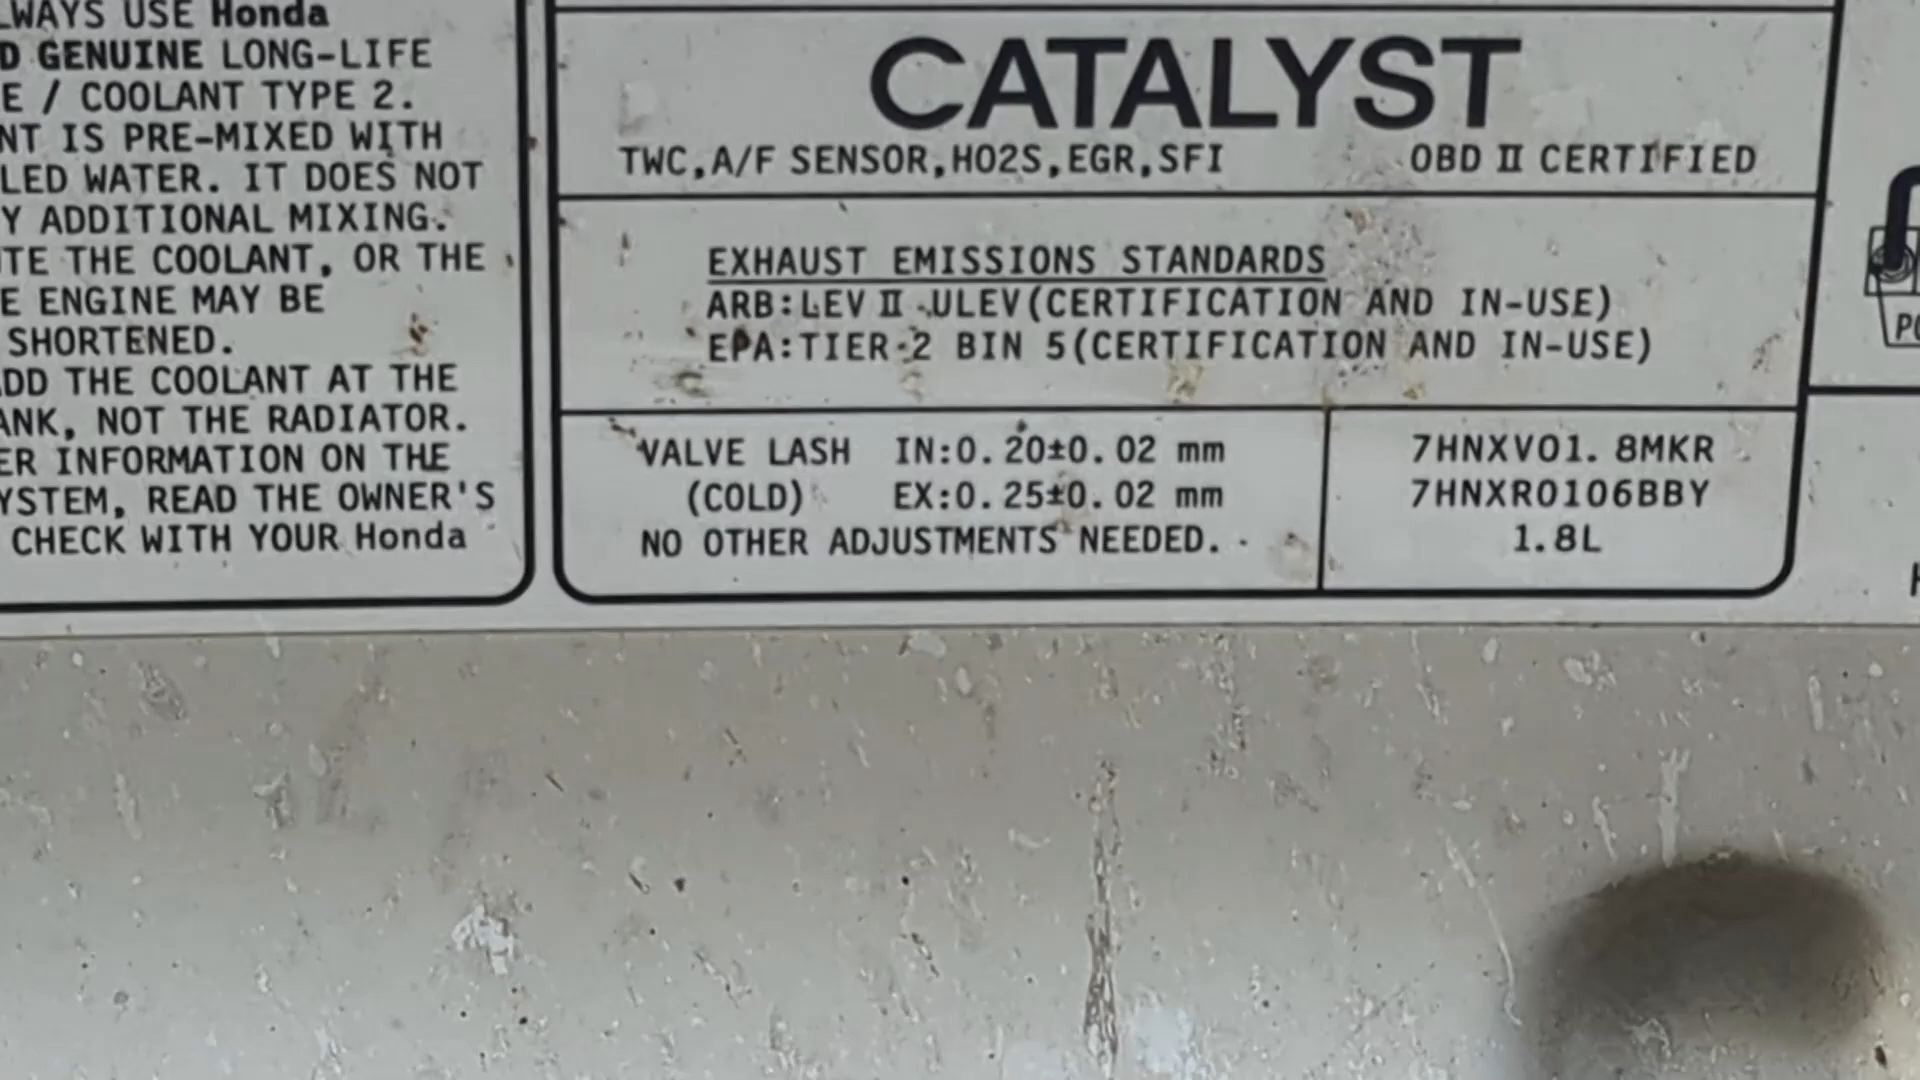 LWAYS USE Honda
D GENUINE LONG-LIFE
E / COOLANT TYPE 2.
NT IS PRE-MIXED WITH
LED WATER. IT DOES NOT
Y ADDITIONAL MIXING.
TE THE COOLANT, OR THE
E ENGINE MAY BE
SHORTENED.
ADD THE COOLANT AT THE
ANK, NOT THE RADIATOR.
ER INFORMATION ON THE
YSTEM, READ THE OWNER'S
CHECK WITH YOUR Honda
CATALYST
TWC,A/F SENSOR,HO2S,EGR,SFI OBD II CERTIFIED
EXHAUST EMISSIONS STANDARDS
ARB:LEV II ULEV(CERTIFICATION AND IN-USE)
EPA:TIER 2 BIN 5(CERTIFICATION AND IN-USE)
VALVE LASH IN:0.20±0.02 mm
(COLD) EX:0.25±0.02 mm
NO OTHER ADJUSTMENTS NEEDED.
7HNXV01.8MKR
7HNXR0106BBY
1.8L